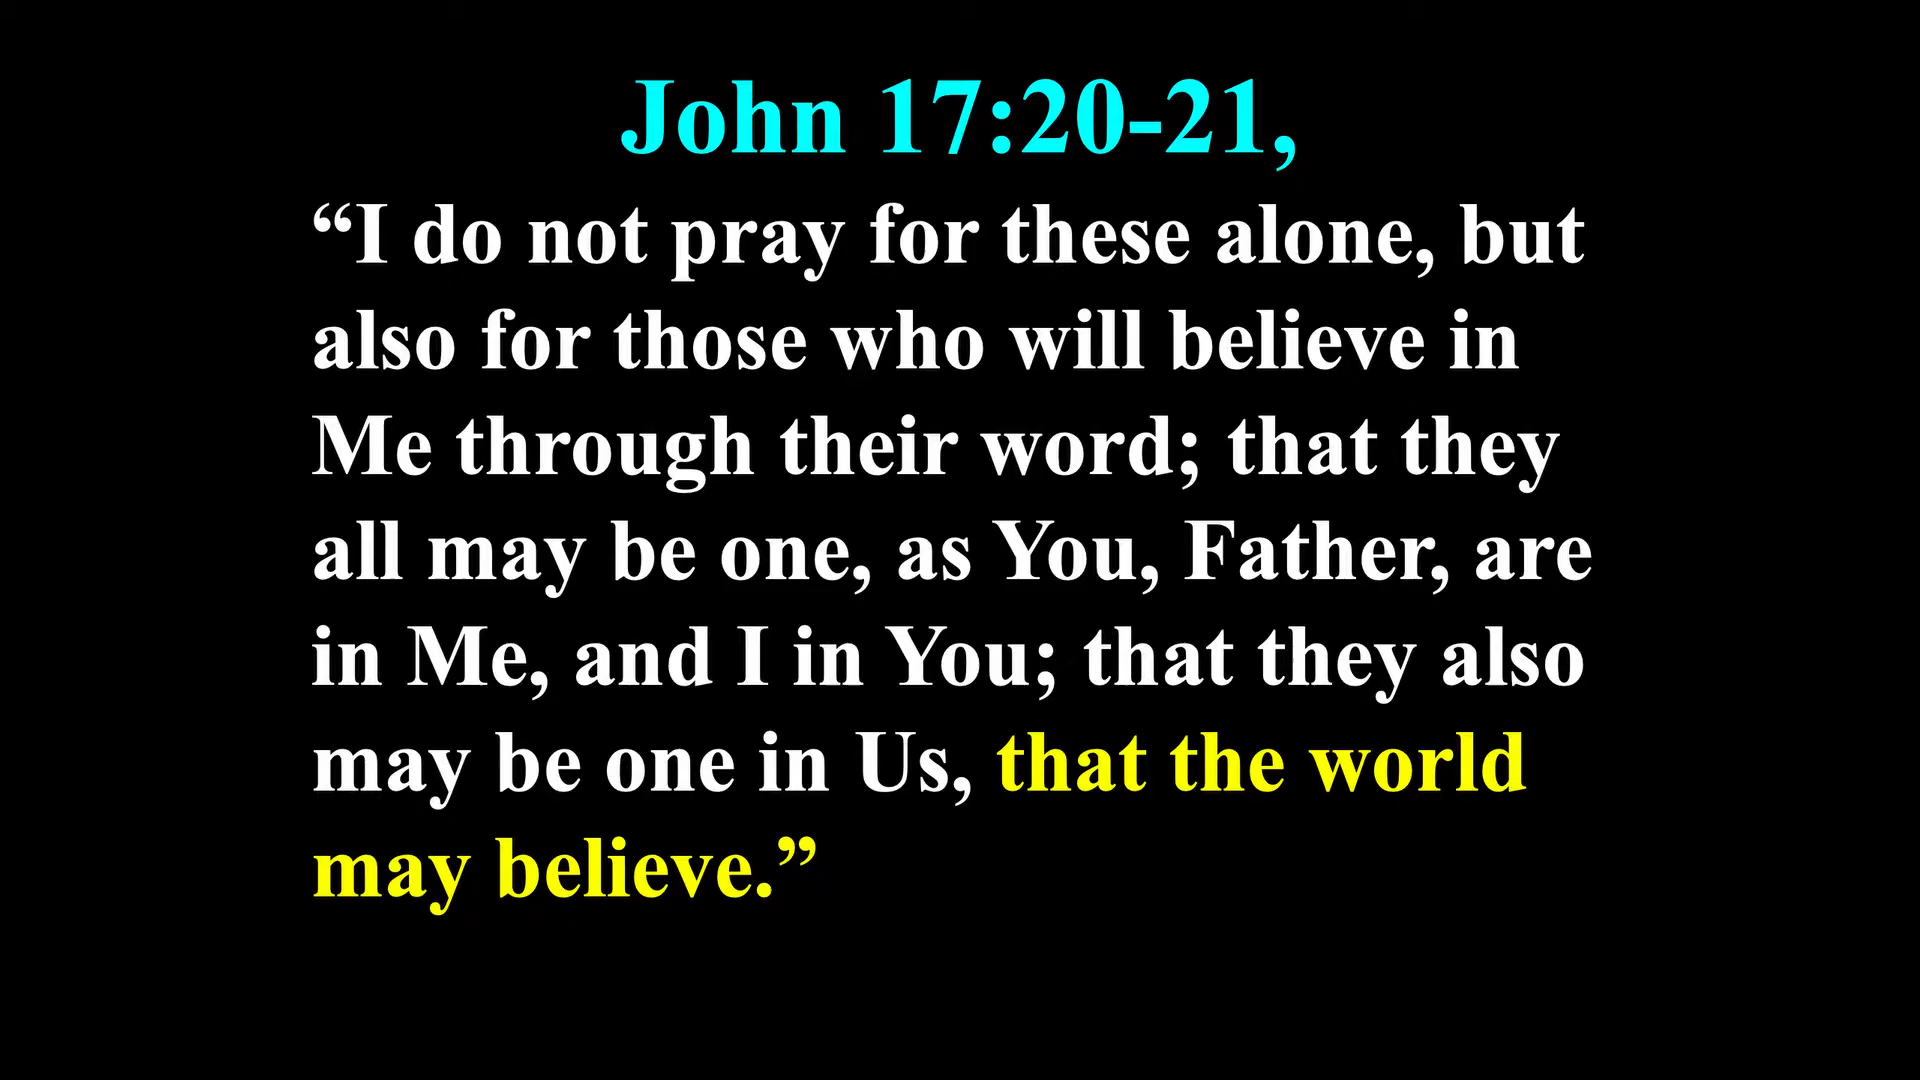 John 17:20-21,
“I do not pray for these alone, but
also for those who will believe in
Me through their word; that they
all may be one, as You, Father, are
in Me, and I in You; that they also
may be one in Us, that the world
may believe.”